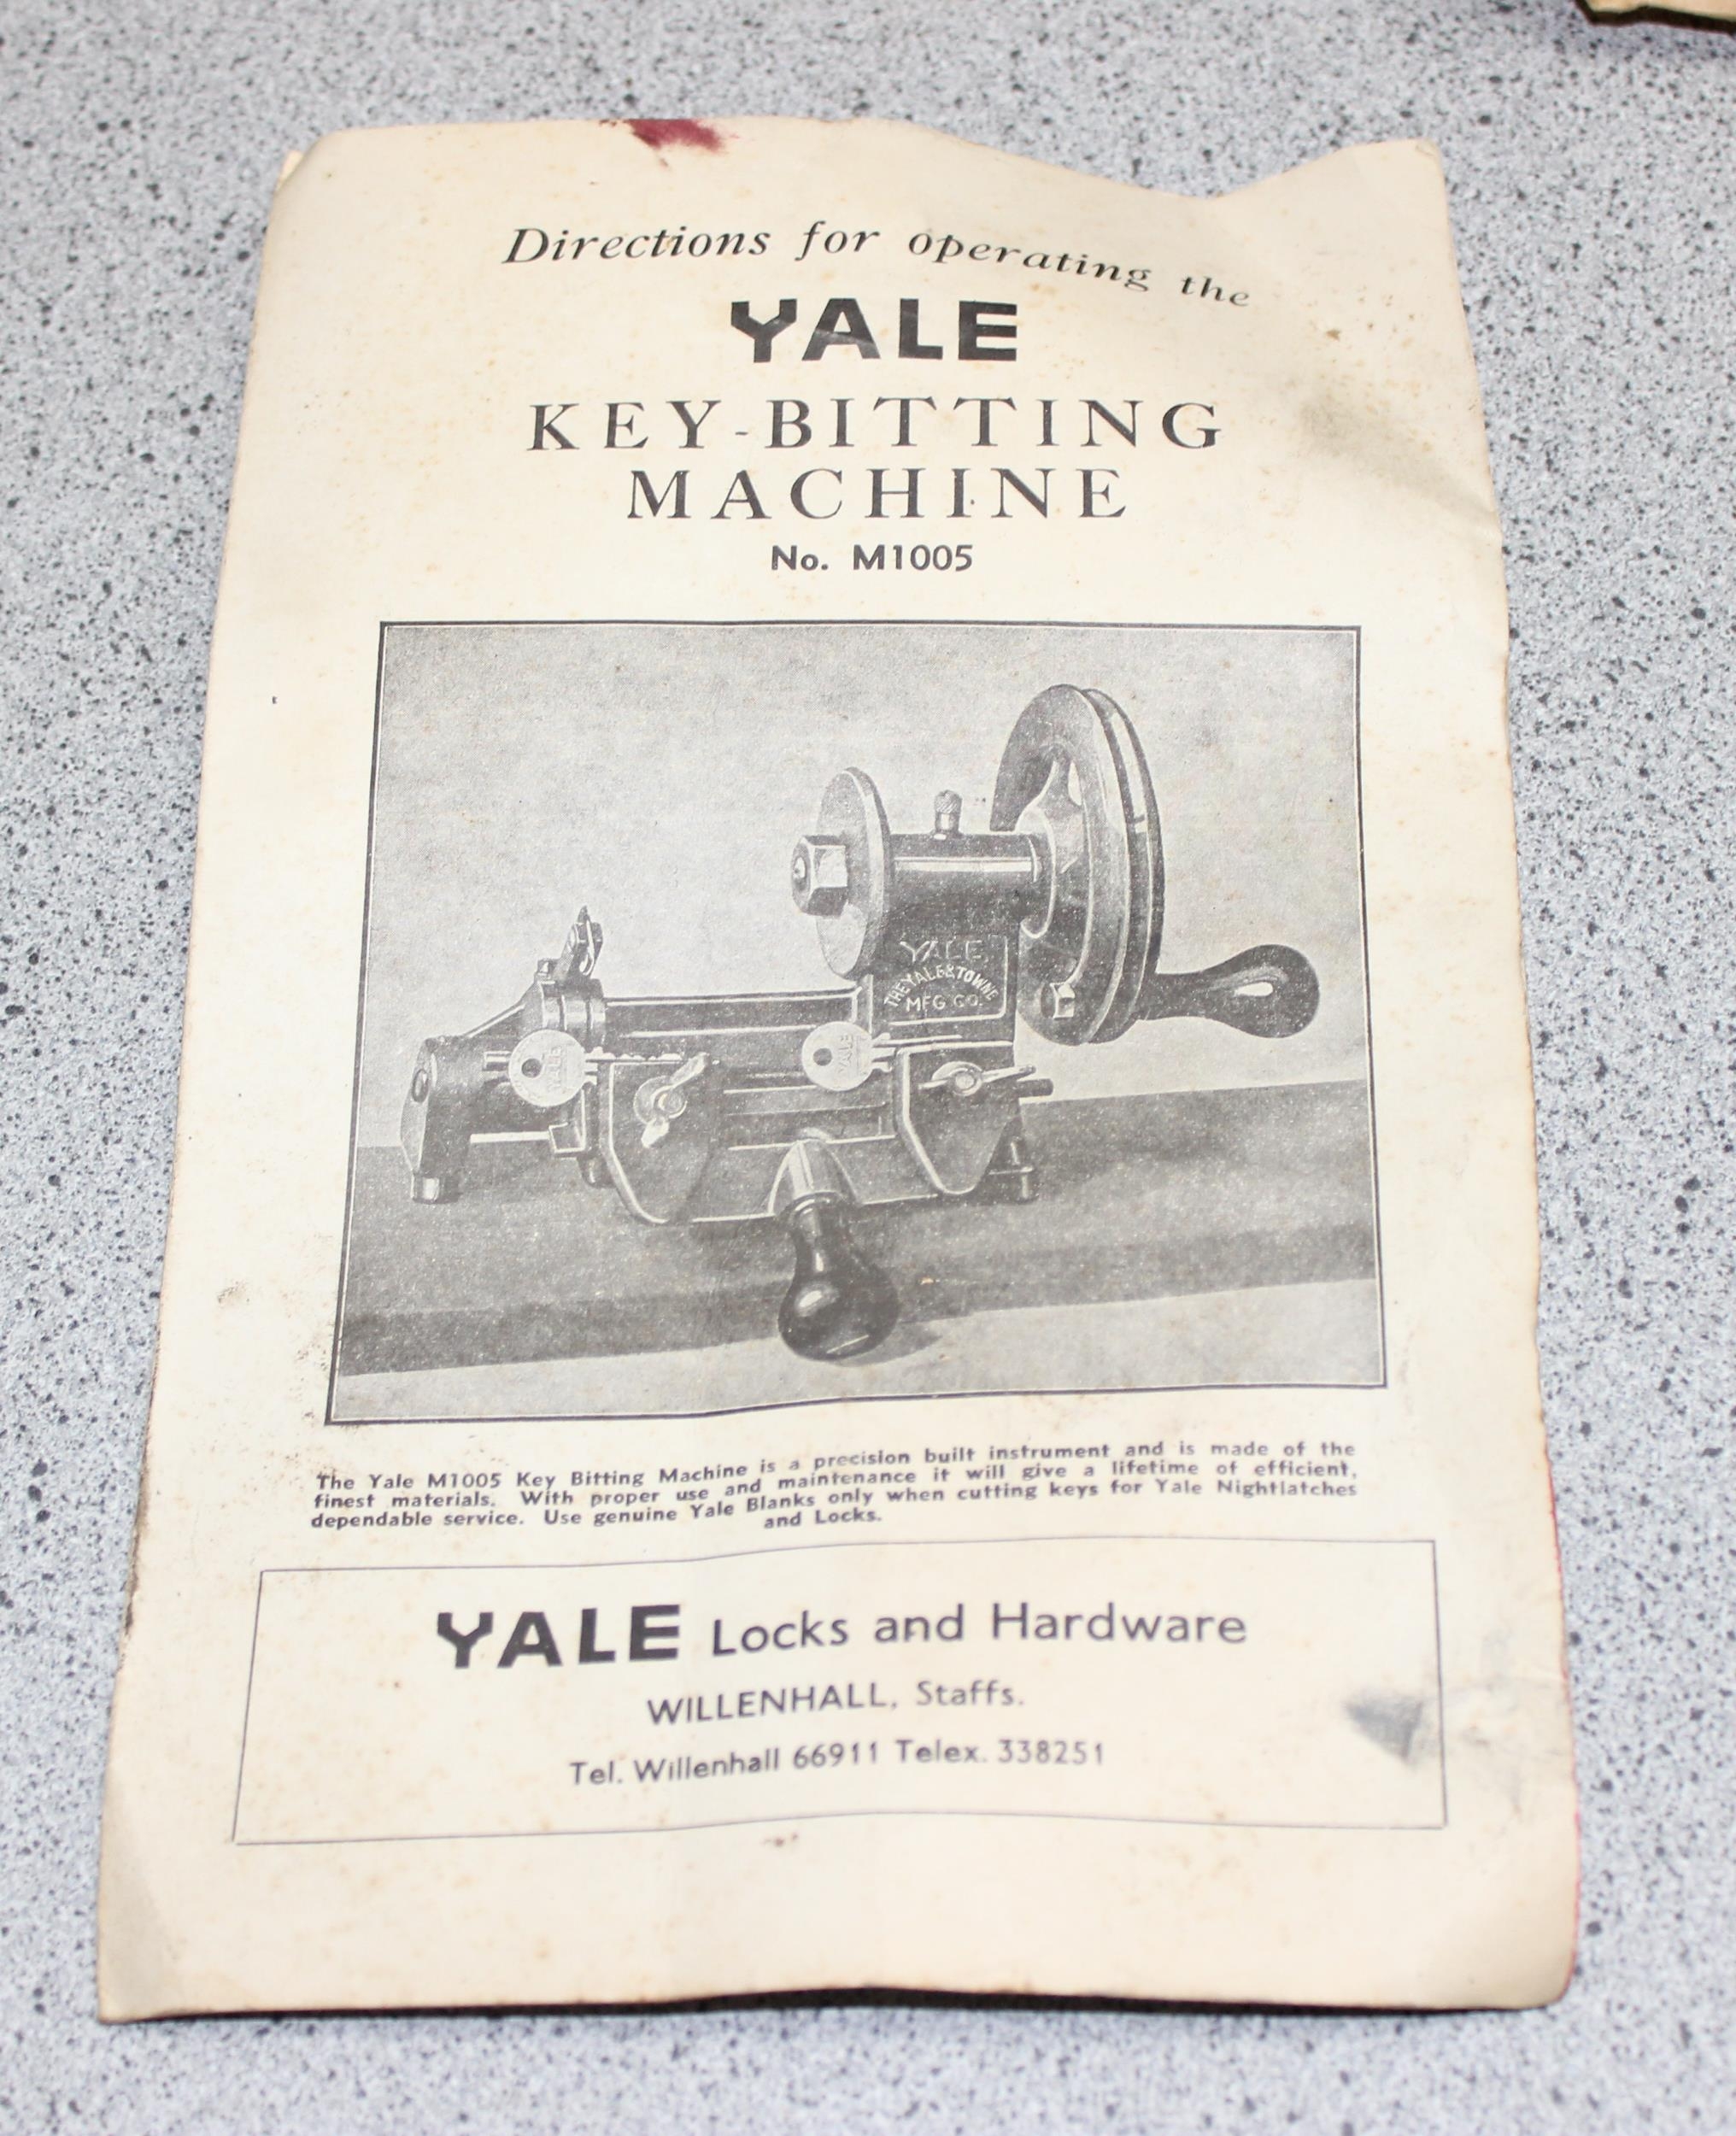 Directions for operating the
YALE
KEY-BITTING
MACHINE
No. M1005
YALE
THE YALE & TOWNE
MFG CO.
YALE
The Yale M1005 Key Bitting Machine is a precision built instrument and is made of the
finest materials. With proper use and maintenance it will give a lifetime of efficient,
dependable service. Use genuine Yale Blanks only when cutting keys for Yale Nightlatches
and Locks.
YALE Locks and Hardware
WILLENHALL, Staffs.
Tel. Willenhall 66911 Telex. 338251